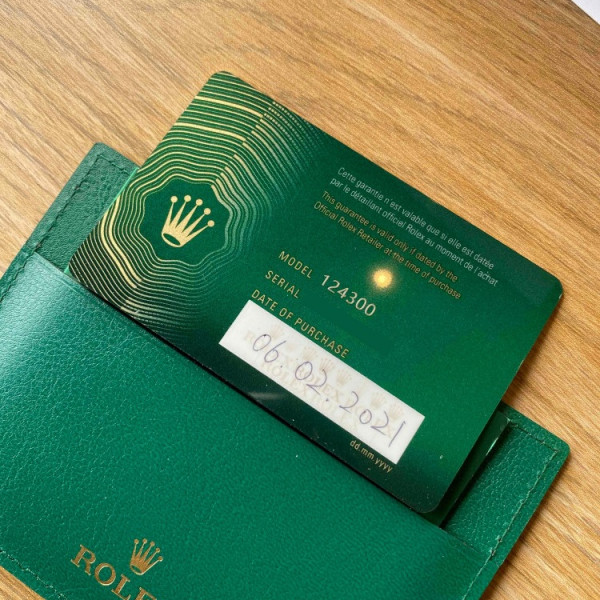 Cette garantie n'est valable que si elle est datée
par le détaillant officiel Rolex au moment de l'achat
This guarantee is valid only if dated by the
Official Rolex Retailer at the time of purchase
MODEL 124300
SERIAL
DATE OF PURCHASE
06.02.2021
dd.mm.yyyy
ROLEX